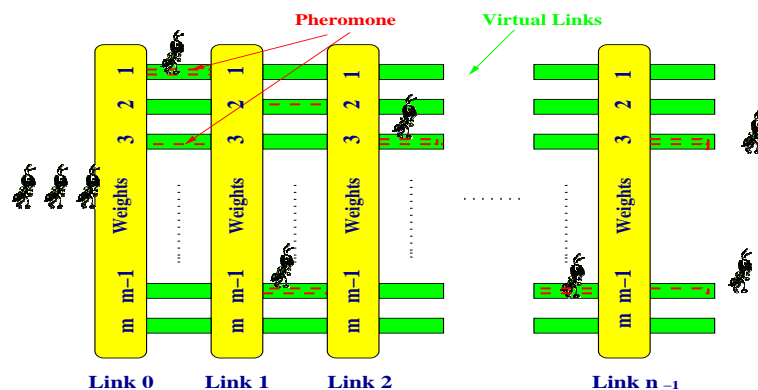 Pheromone Virtual Links
1 1 1 1
2 2 2 2
3 3 3 3
Weights Weights Weights Weights
m−1 m−1 m−1 m−1
m m m m
Link 0 Link 1 Link 2 Link n −1